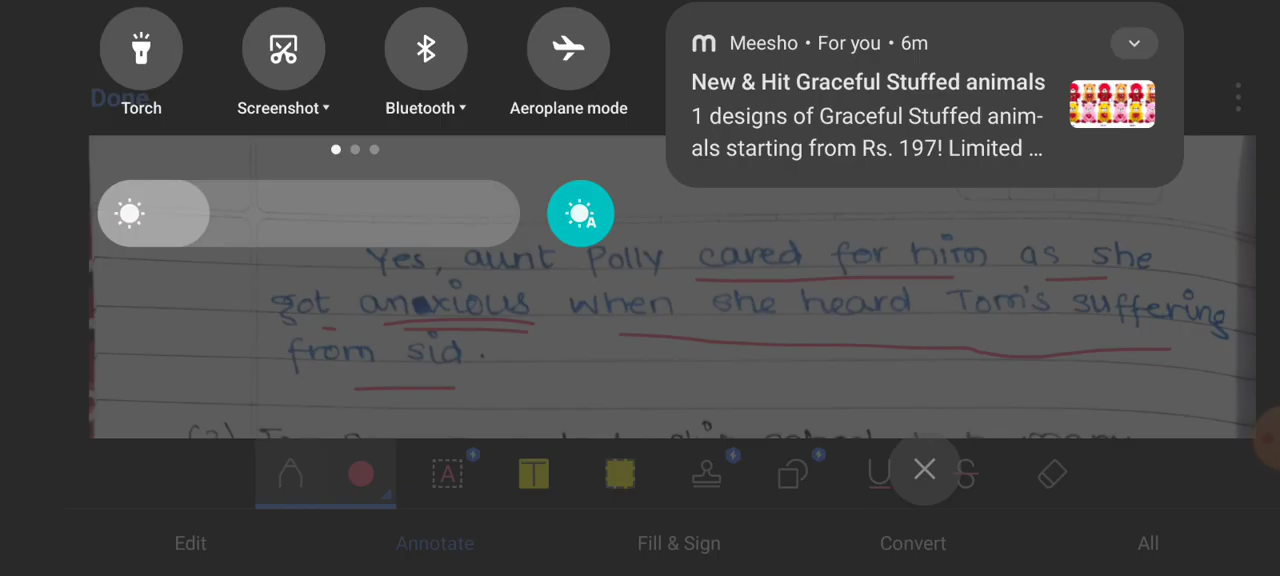 Torch
Screenshot
Bluetooth
Aeroplane mode
Done
Meesho • For you • 6m
New & Hit Graceful Stuffed animals
1 designs of Graceful Stuffed anim-
als starting from Rs. 197! Limited ...
Yes, aunt Polly cared for him as she
got anxious when she heard Tom's suffering
from sid.
A
T
U
S
Edit
Annotate
Fill & Sign
Convert
All